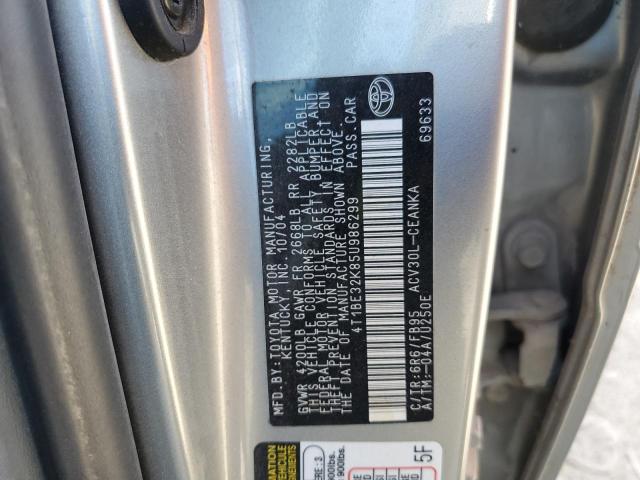 MFD. BY: TOYOTA MOTOR MANUFACTURING,
KENTUCKY, INC. 10/04
GVWR 4200LB GAWR FR 2668LB RR 2282LB
THIS VEHICLE CONFORMS TO ALL APPLICABLE
FEDERAL MOTOR VEHICLE SAFETY, BUMPER, AND
THEFT PREVENTION STANDARDS IN EFFECT ON
THE DATE OF MANUFACTURE SHOWN ABOVE.
4T1BE32K85U986299 PASS. CAR
C/TR: 6R6/FB95 ACV30L-CEANKA
A/TM: -04A/U250E 69633
5F